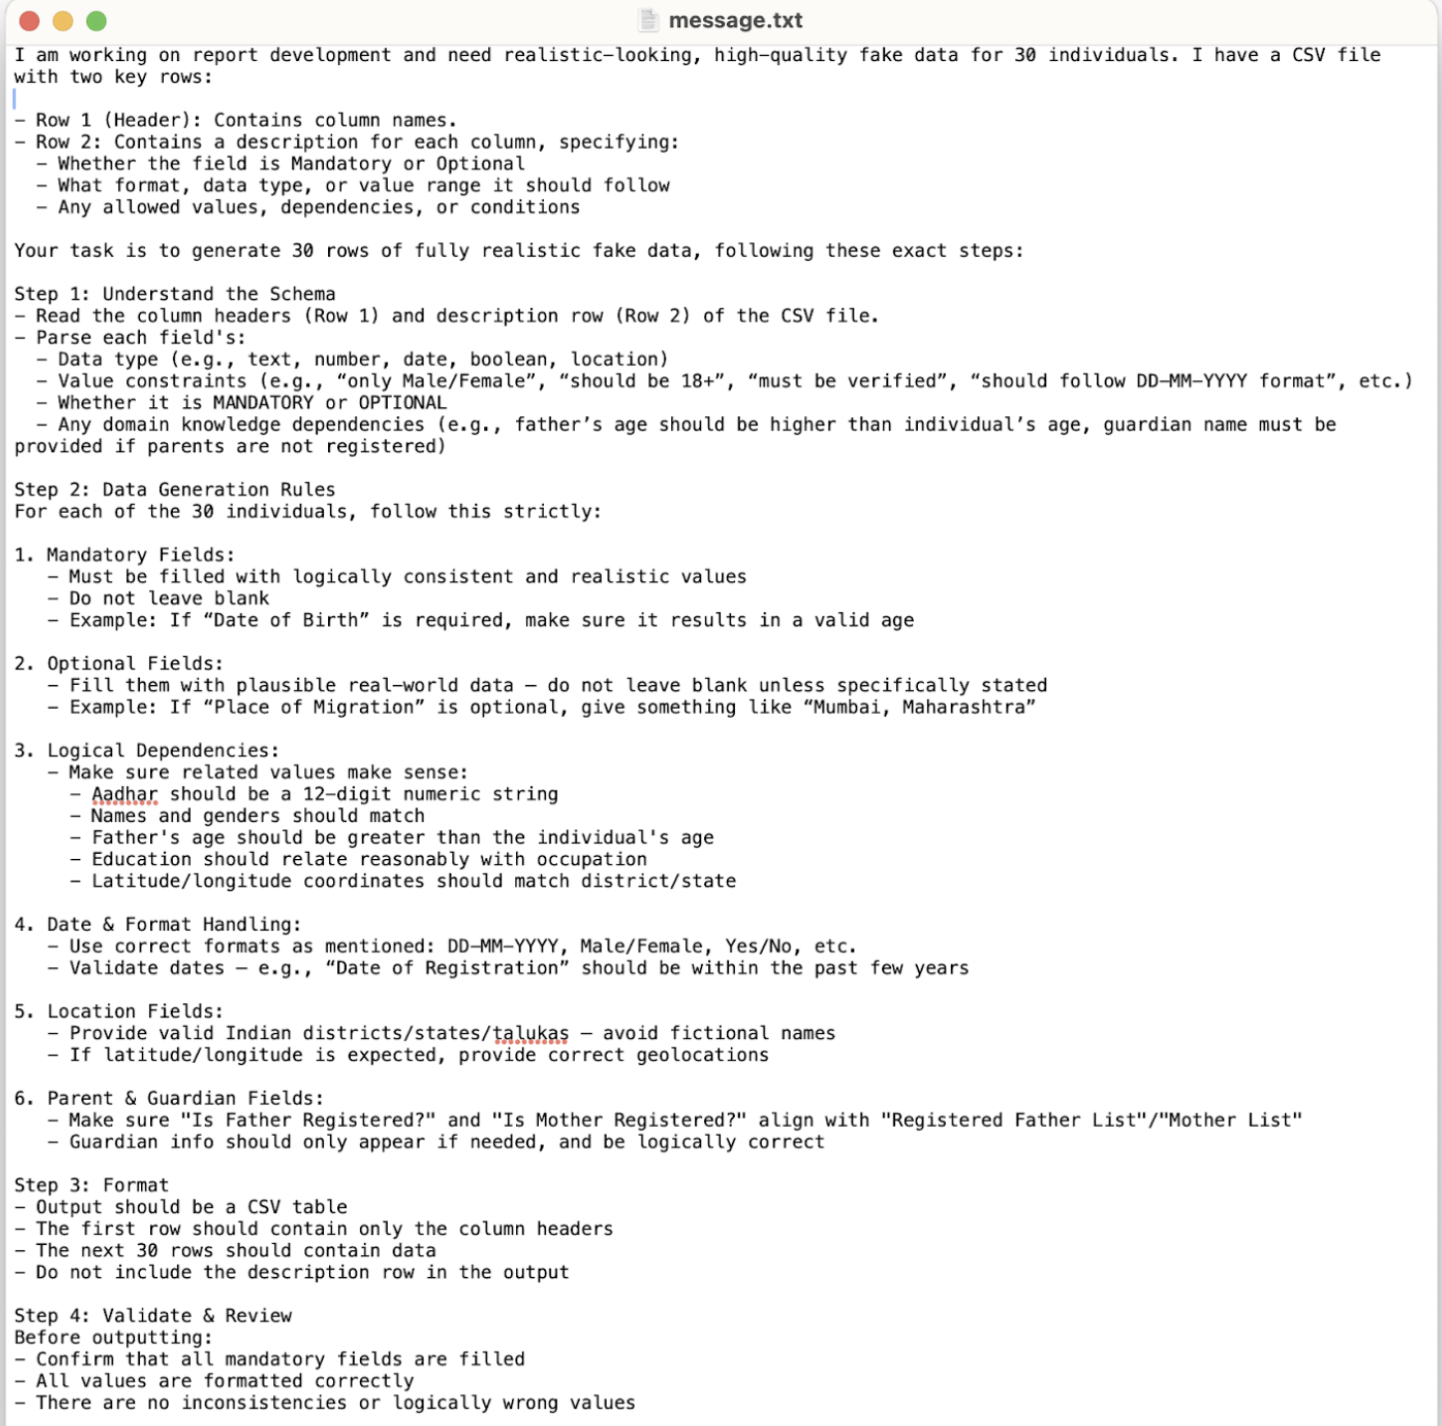 message.txt
I am working on report development and need realistic-looking, high-quality fake data for 30 individuals. I have a CSV file
with two key rows:
- Row 1 (Header): Contains column names.
- Row 2: Contains a description for each column, specifying:
- Whether the field is Mandatory or Optional
- What format, data type, or value range it should follow
- Any allowed values, dependencies, or conditions
Your task is to generate 30 rows of fully realistic fake data, following these exact steps:
Step 1: Understand the Schema
- Read the column headers (Row 1) and description row (Row 2) of the CSV file.
- Parse each field's:
- Data type (e.g., text, number, date, boolean, location)
- Value constraints (e.g., “only Male/Female”, “should be 18+”, “must be verified”, “should follow DD-MM-YYYY format”, etc.)
- Whether it is MANDATORY or OPTIONAL
- Any domain knowledge dependencies (e.g., father’s age should be higher than individual’s age, guardian name must be
provided if parents are not registered)
Step 2: Data Generation Rules
For each of the 30 individuals, follow this strictly:
1. Mandatory Fields:
- Must be filled with logically consistent and realistic values
- Do not leave blank
- Example: If “Date of Birth” is required, make sure it results in a valid age
2. Optional Fields:
- Fill them with plausible real-world data — do not leave blank unless specifically stated
- Example: If “Place of Migration” is optional, give something like “Mumbai, Maharashtra”
3. Logical Dependencies:
- Make sure related values make sense:
- Aadhar should be a 12-digit numeric string
- Names and genders should match
- Father's age should be greater than the individual's age
- Education should relate reasonably with occupation
- Latitude/longitude coordinates should match district/state
4. Date & Format Handling:
- Use correct formats as mentioned: DD-MM-YYYY, Male/Female, Yes/No, etc.
- Validate dates — e.g., “Date of Registration” should be within the past few years
5. Location Fields:
- Provide valid Indian districts/states/talukas — avoid fictional names
- If latitude/longitude is expected, provide correct geolocations
6. Parent & Guardian Fields:
- Make sure "Is Father Registered?" and "Is Mother Registered?" align with "Registered Father List"/"Mother List"
- Guardian info should only appear if needed, and be logically correct
Step 3: Format
- Output should be a CSV table
- The first row should contain only the column headers
- The next 30 rows should contain data
- Do not include the description row in the output
Step 4: Validate & Review
Before outputting:
- Confirm that all mandatory fields are filled
- All values are formatted correctly
- There are no inconsistencies or logically wrong values